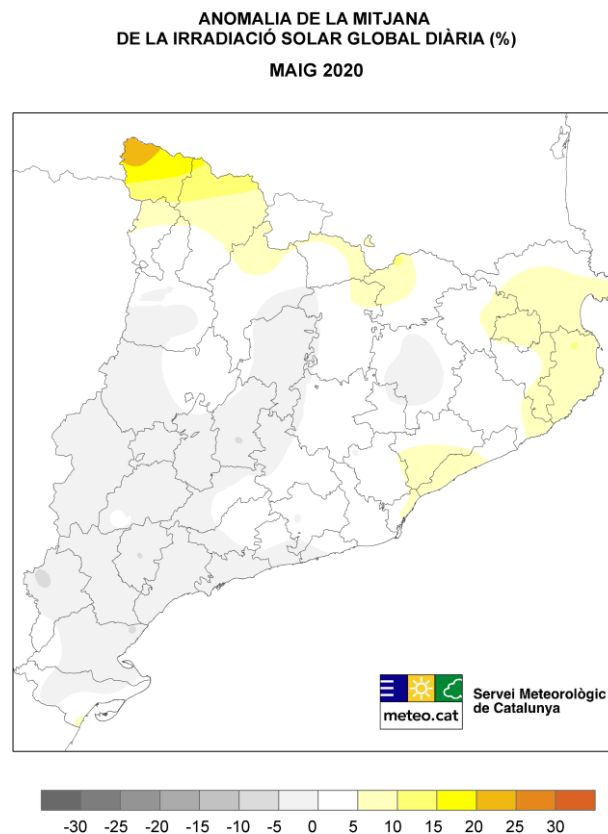 ANOMALIA DE LA MITJANA
DE LA IRRADIACIÓ SOLAR GLOBAL DIÀRIA (%)
MAIG 2020
meteo.cat
Servei Meteorològic
de Catalunya
-30 -25 -20 -15 -10 -5 0 5 10 15 20 25 30